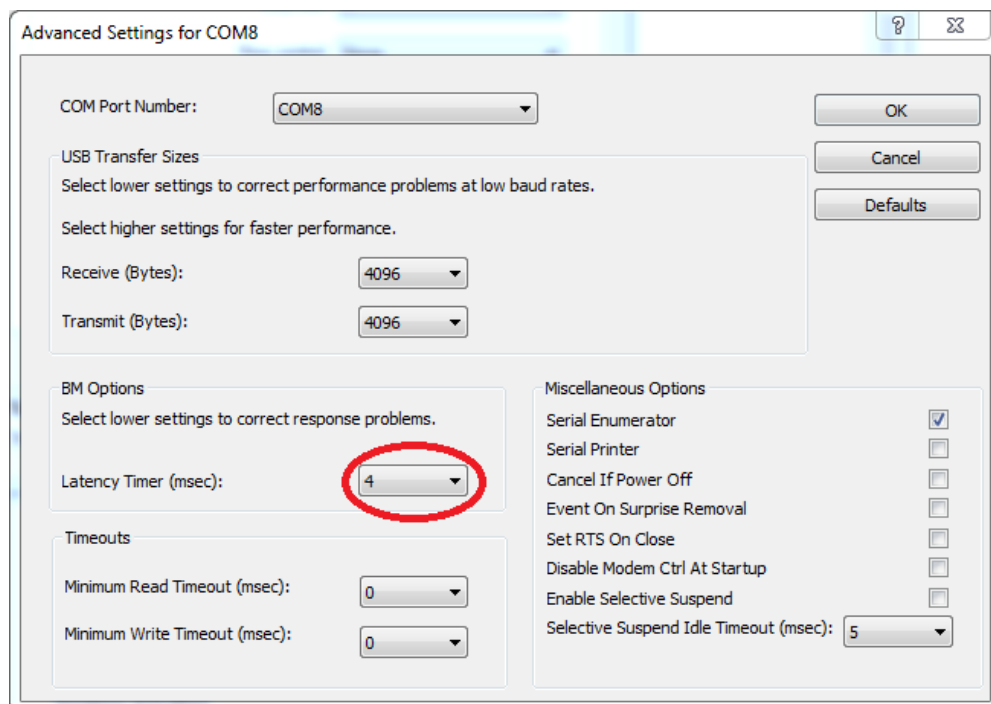 Advanced Settings for COM8
COM Port Number: COM8
OK
USB Transfer Sizes
Cancel
Select lower settings to correct performance problems at low baud rates.
Defaults
Select higher settings for faster performance.
Receive (Bytes): 4096
Transmit (Bytes): 4096
BM Options
Select lower settings to correct response problems.
Latency Timer (msec): 4
Timeouts
Minimum Read Timeout (msec): 0
Minimum Write Timeout (msec): 0
Miscellaneous Options
Serial Enumerator
Serial Printer
Cancel If Power Off
Event On Surprise Removal
Set RTS On Close
Disable Modem Ctrl At Startup
Enable Selective Suspend
Selective Suspend Idle Timeout (msec): 5